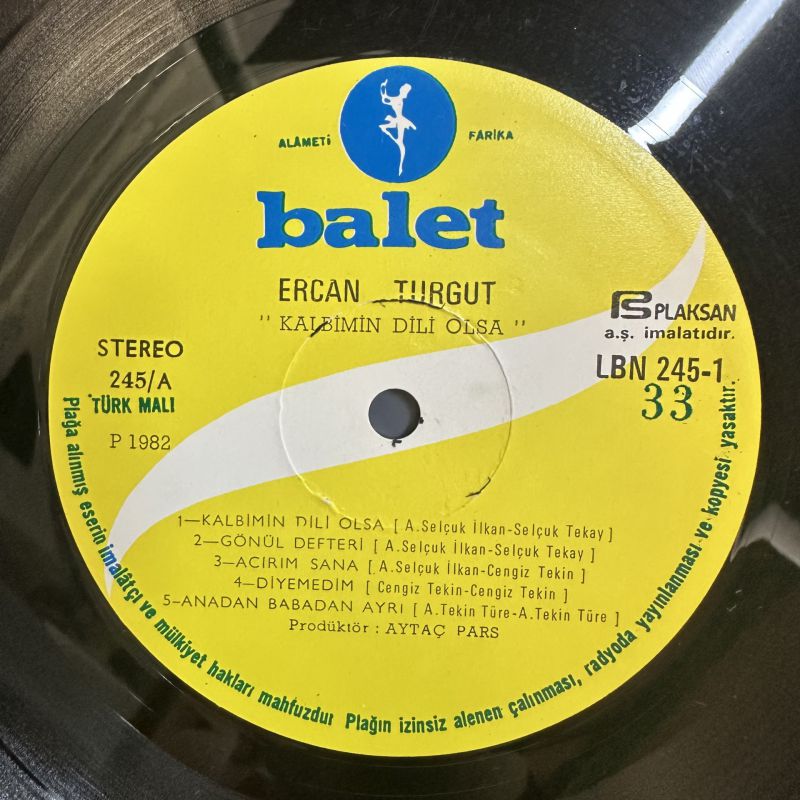 ALÂMETİ FARİKA
balet
ERCAN TURGUT
" KALBİMİN DİLİ OLSA "
STEREO
245/A
TÜRK MALI
P 1982
PLAKSAN
a.ş. imalatıdır.
LBN 245-1
33
1—KALBİMİN DİLİ OLSA [ A.Selçuk İlkan-Selçuk Tekay ]
2—GÖNÜL DEFTERİ [ A.Selçuk İlkan-Selçuk Tekay ]
3—ACIRIM SANA [ A.Selçuk İlkan-Cengiz Tekin ]
4—DİYEMEDİM [ Cengiz Tekin-Cengiz Tekin ]
5—ANADAN BABADAN AYRI [ A.Tekin Türe-A.Tekin Türe ]
Prodüktör : AYTAÇ PARS
Plağa alınmış eserin imalâtçı ve mülkiyet hakları mahfuzdur Plağın izinsiz alenen çalınması, radyoda yayınlanması ve kopyesi yasaktır.